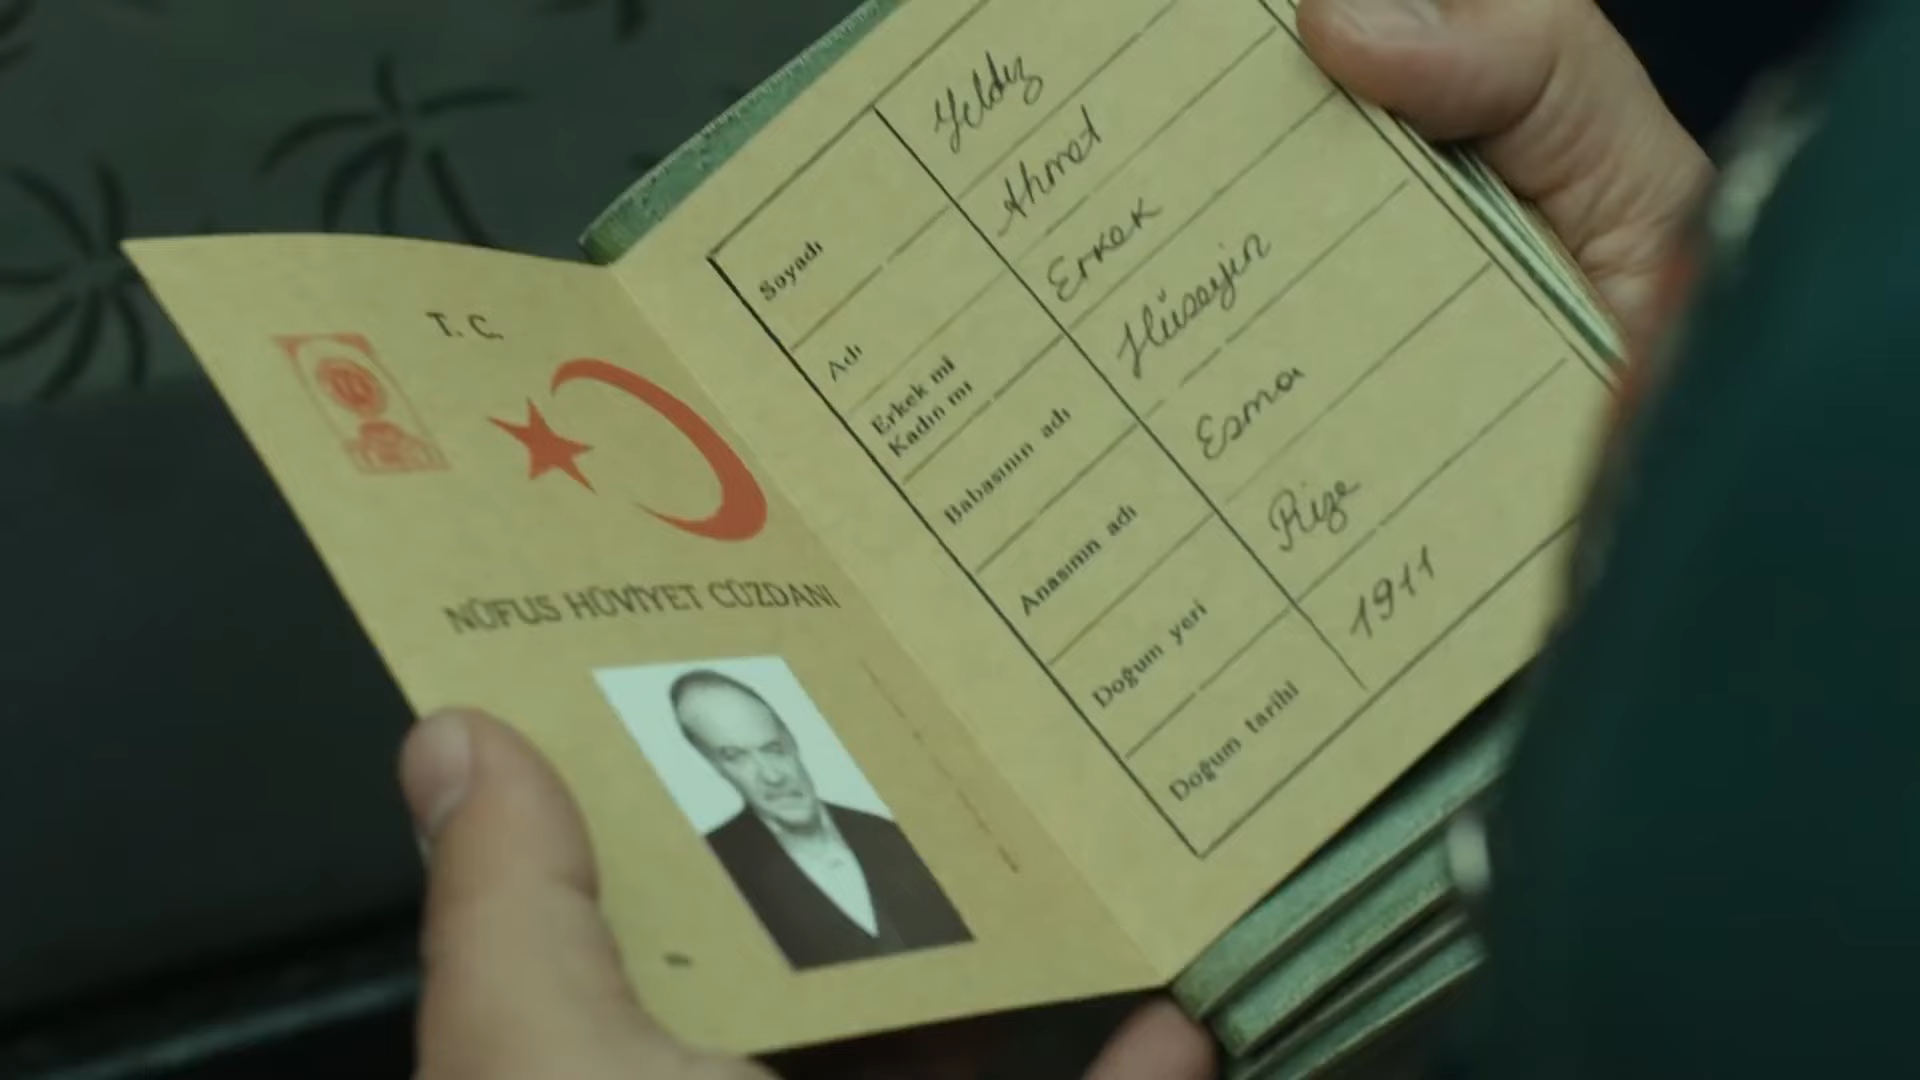 T. C.
NÜFUS HÜVİYET CÜZDANI
Soyadı Yeldız
Adı Ahmet
Erkek mi
Kadın mı Erkek
Babasının adı Hüseyin
Anasının adı Esma
Doğum yeri Rize
Doğum tarihi 1911